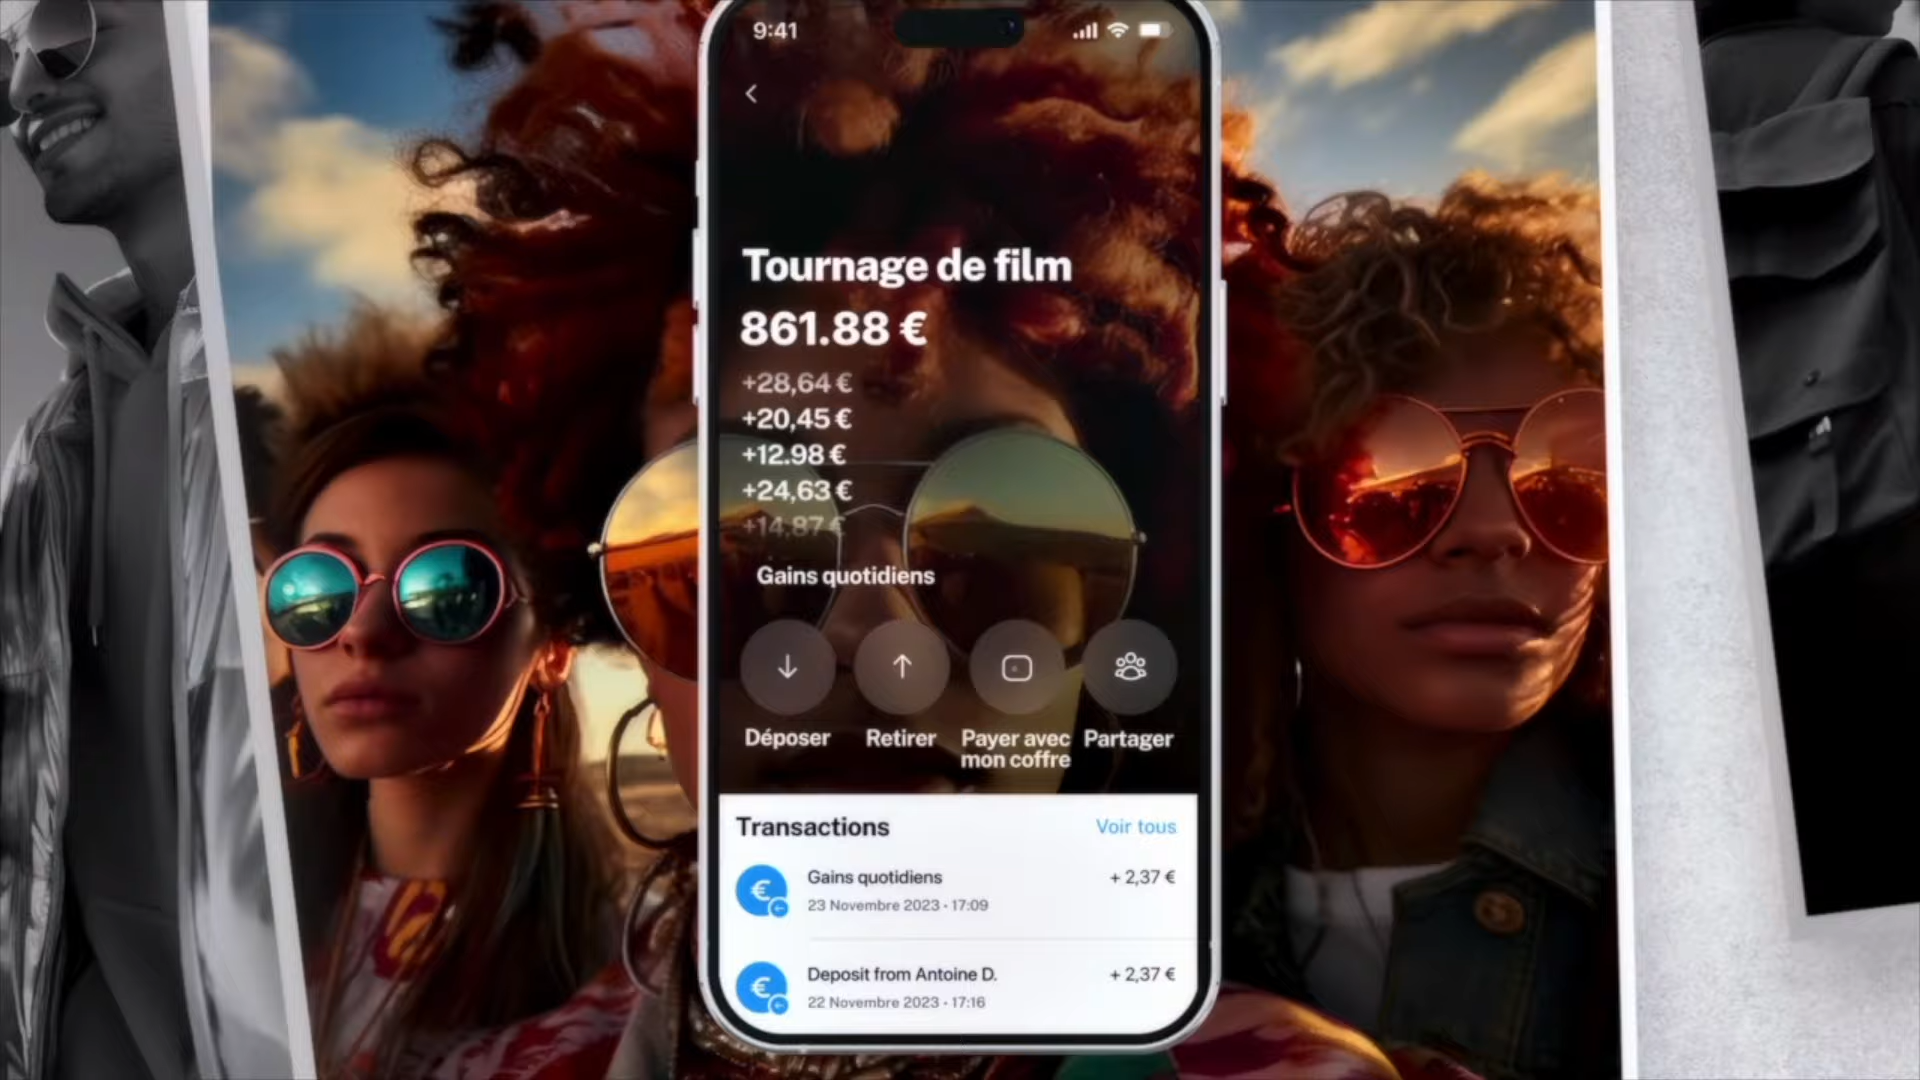 9:41
Tournage de film
861.88 €
+28,64 €
+20,45 €
+12.98 €
+24,63 €
+14,87 €
Gains quotidiens
Déposer
Retirer
Payer avec
mon coffre
Partager
Transactions
Voir tous
Gains quotidiens
+ 2,37 €
23 Novembre 2023 · 17:09
Deposit from Antoine D.
+ 2,37 €
22 Novembre 2023 · 17:16